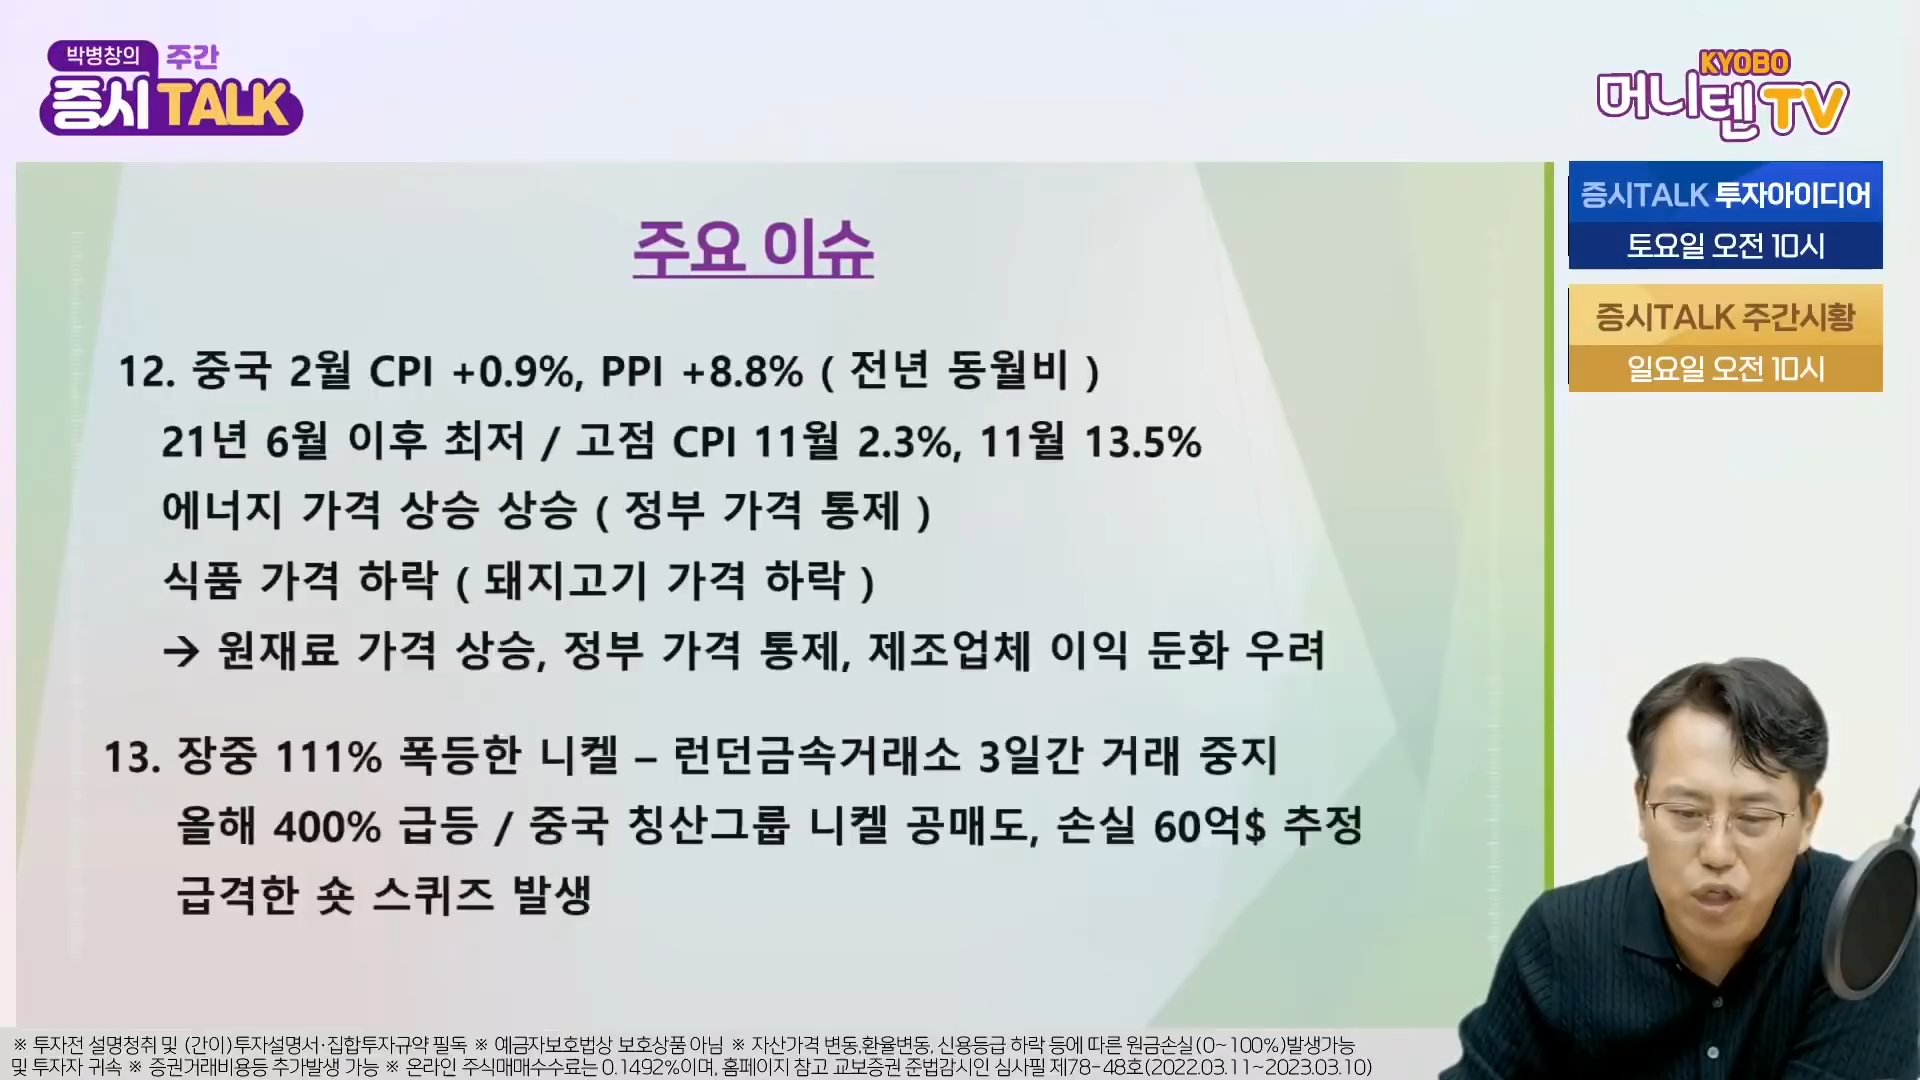 박병창의 주간
증시 TALK
KYOBO
머니텐 TV
증시TALK 투자아이디어
토요일 오전 10시
증시TALK 주간시황
일요일 오전 10시
주요 이슈
12. 중국 2월 CPI +0.9%, PPI +8.8% ( 전년 동월비 )
21년 6월 이후 최저 / 고점 CPI 11월 2.3%, 11월 13.5%
에너지 가격 상승 상승 ( 정부 가격 통제 )
식품 가격 하락 ( 돼지고기 가격 하락 )
→ 원재료 가격 상승, 정부 가격 통제, 제조업체 이익 둔화 우려
13. 장중 111% 폭등한 니켈 – 런던금속거래소 3일간 거래 중지
올해 400% 급등 / 중국 칭산그룹 니켈 공매도, 손실 60억$ 추정
급격한 숏 스퀴즈 발생
※ 투자전 설명청취 및 (간이)투자설명서·집합투자규약 필독 ※ 예금자보호법상 보호상품 아님 ※ 자산가격 변동,환율변동, 신용등급 하락 등에 따른 원금손실(0~100%)발생가능
및 투자자 귀속 ※ 증권거래비용등 추가발생 가능 ※ 온라인 주식매매수수료는 0.1492%이며, 홈페이지 참고 교보증권 준법감시인 심사필 제78-48호(2022.03.11~2023.03.10)